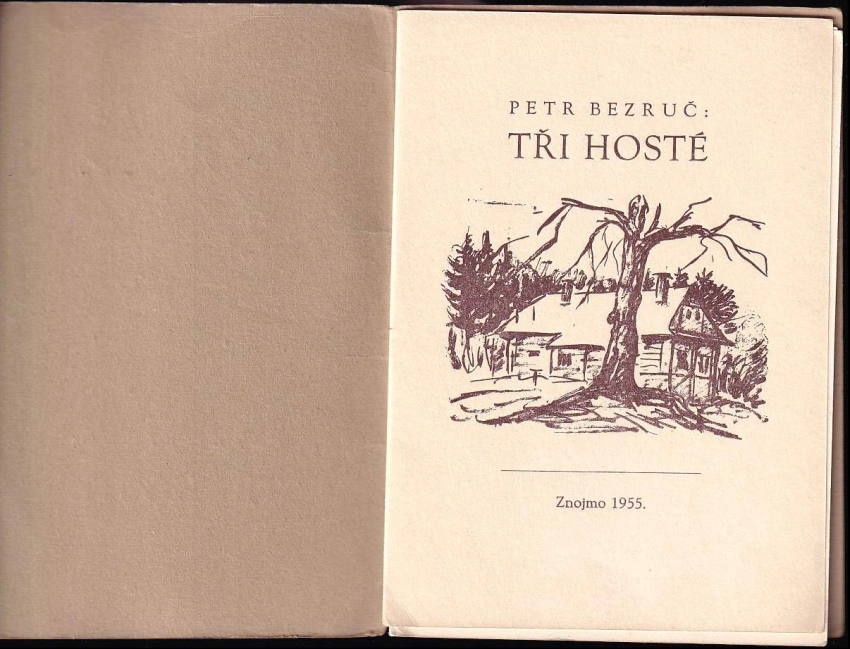 PETR BEZRUČ:
TŘI HOSTÉ
Znojmo 1955.